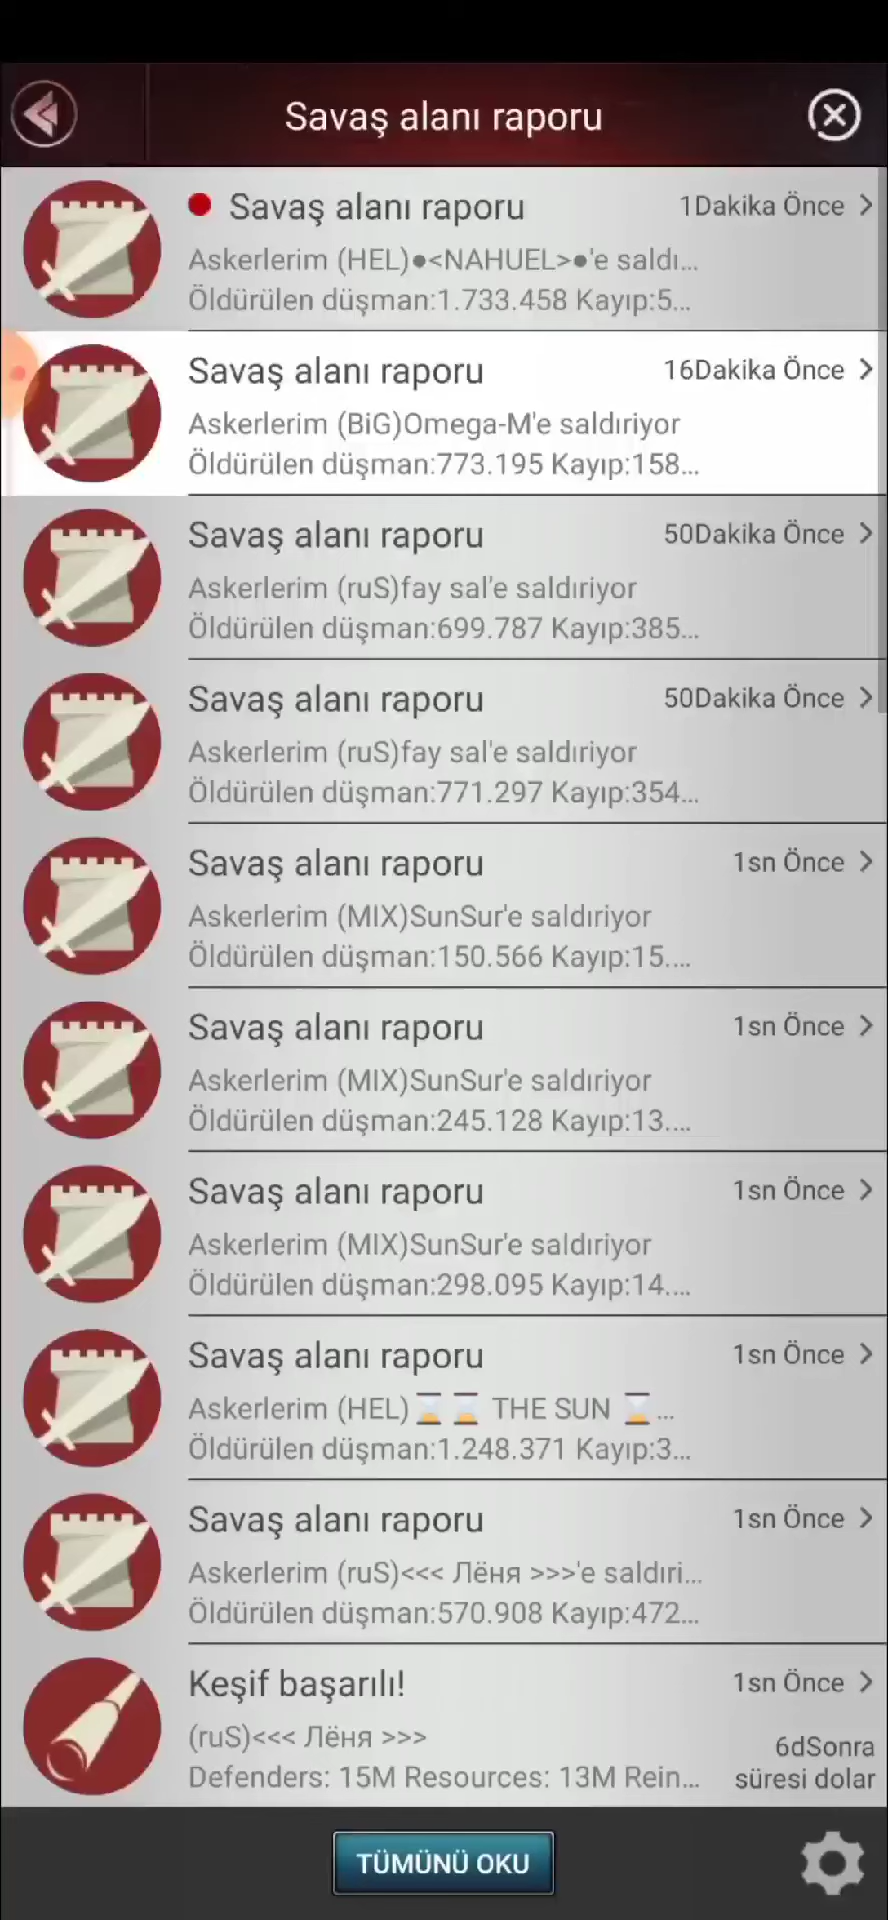 Savaş alanı raporu
Savaş alanı raporu 1Dakika Önce
Askerlerim (HEL)●<NAHUEL>●'e saldı...
Öldürülen düşman:1.733.458 Kayıp:5...
Savaş alanı raporu 16Dakika Önce
Askerlerim (BiG)Omega-M'e saldırıyor
Öldürülen düşman:773.195 Kayıp:158...
Savaş alanı raporu 50Dakika Önce
Askerlerim (ruS)fay sal'e saldırıyor
Öldürülen düşman:699.787 Kayıp:385...
Savaş alanı raporu 50Dakika Önce
Askerlerim (ruS)fay sal'e saldırıyor
Öldürülen düşman:771.297 Kayıp:354...
Savaş alanı raporu 1sn Önce
Askerlerim (MIX)SunSur'e saldırıyor
Öldürülen düşman:150.566 Kayıp:15....
Savaş alanı raporu 1sn Önce
Askerlerim (MIX)SunSur'e saldırıyor
Öldürülen düşman:245.128 Kayıp:13....
Savaş alanı raporu 1sn Önce
Askerlerim (MIX)SunSur'e saldırıyor
Öldürülen düşman:298.095 Kayıp:14....
Savaş alanı raporu 1sn Önce
Askerlerim (HEL)⌛⌛ THE SUN ⌛...
Öldürülen düşman:1.248.371 Kayıp:3...
Savaş alanı raporu 1sn Önce
Askerlerim (ruS)<<< Лёня >>>'e saldırı...
Öldürülen düşman:570.908 Kayıp:472...
Keşif başarılı! 1sn Önce
(ruS)<<< Лёня >>>
Defenders: 15M Resources: 13M Rein...
6dSonra
süresi dolar
TÜMÜNÜ OKU